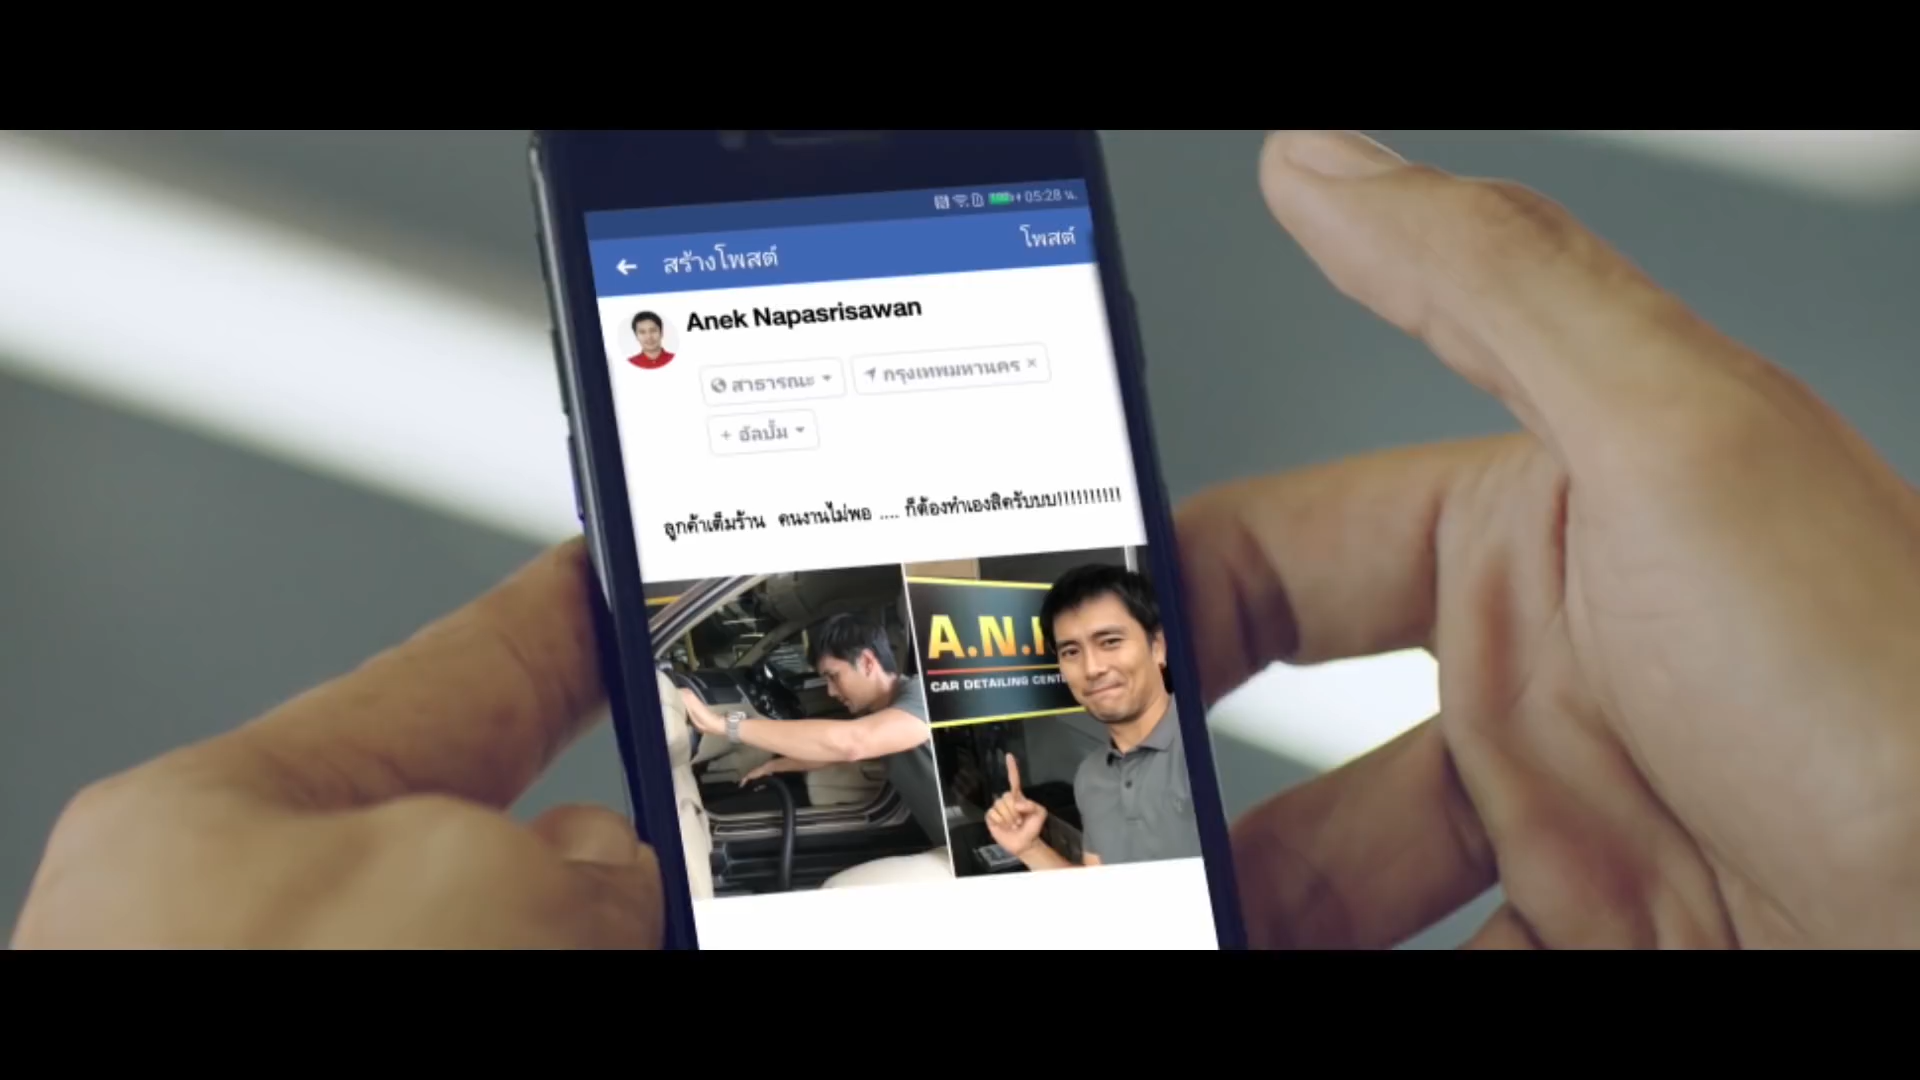 05:28 น.
สร้างโพสต์
โพสต์
Anek Napasrisawan
สาธารณะ
กรุงเทพมหานคร ×
+ อัลบั้ม
ลูกค้าเต็มร้าน คนงานไม่พอ .... ก็ต้องทำเองสิครับบบ!!!!!!!!!!
A.N.
CAR DETAILING